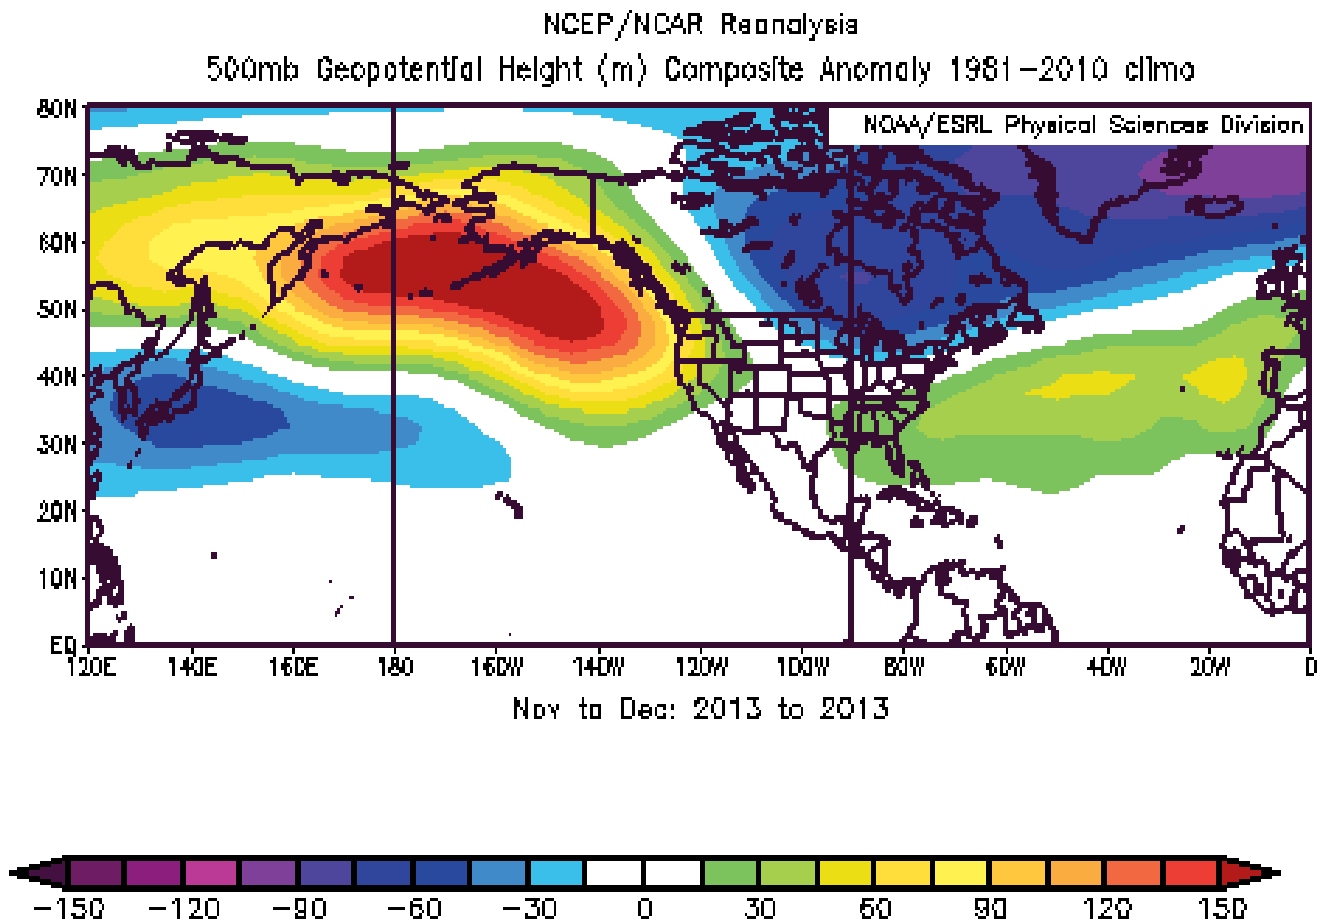 NCEP/NCAR Reanalysis
500mb Geopotential Height (m) Composite Anomaly 1981-2010 climo
NOAA/ESRL Physical Sciences Division
80N
70N
60N
50N
40N
30N
20N
10N
EQ
120E 140E 160E 180 160W 140W 120W 100W 80W 60W 40W 20W 0
Nov to Dec: 2013 to 2013
-150 -120 -90 -60 -30 0 30 60 90 120 150